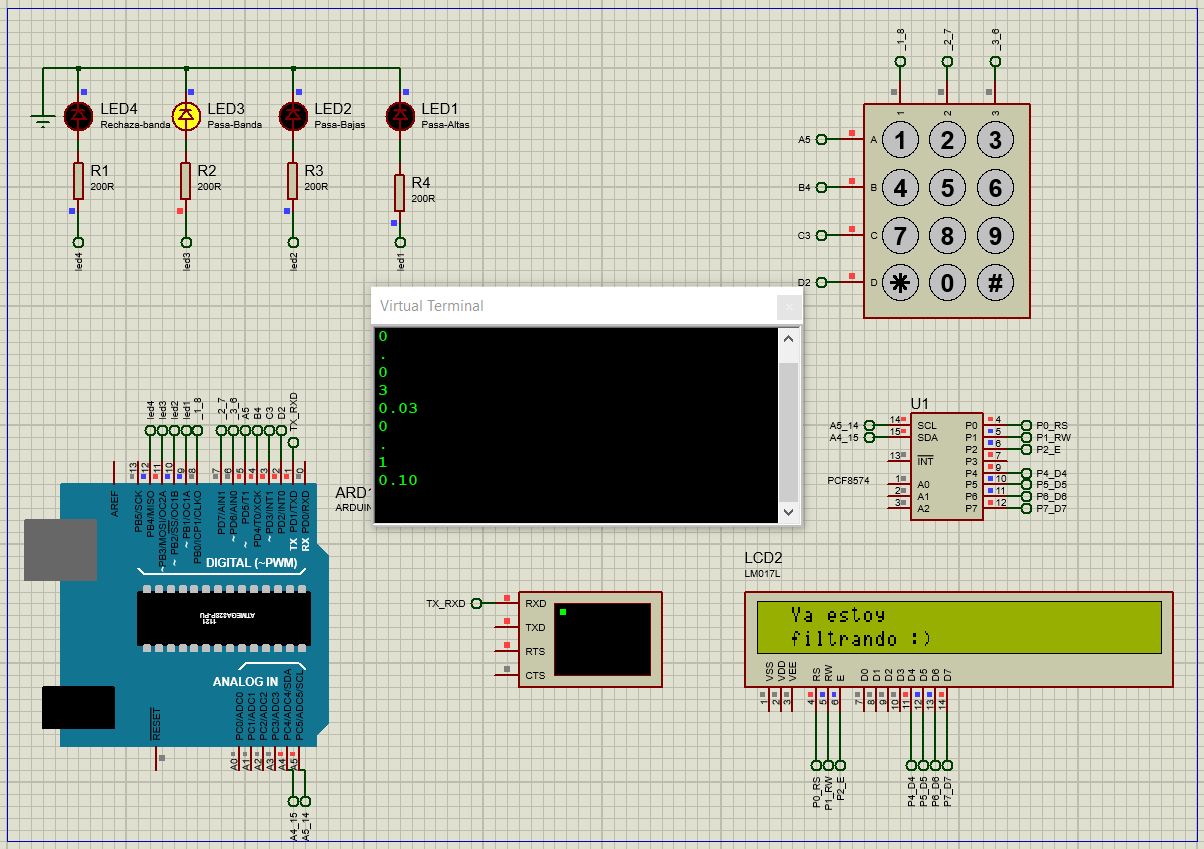 _1_8
_2_7
_3_6
LED4
Rechaza-banda
LED3
Pasa-Banda
LED2
Pasa-Bajas
LED1
Pasa-Altas
R1
200R
R2
200R
R3
200R
R4
200R
led4
led3
led2
led1
1 2 3
A5 A 1 2 3
B4 B 4 5 6
C3 C 7 8 9
D2 D * 0 #
Virtual Terminal
0
.
0
3
0.03
0
.
1
0.10
led4
led3
led2
led1
_1_8
_2_7
_3_6
A5
B4
C3
D2
TX_RXD
13
12
11
10
9
8
7
6
5
4
3
2
1
0
ARD1
ARDUIN
AREF
PB5/SCK
PB4/MISO
~PB3/MOSI/OC2A
~PB2/SS/OC1B
~PB1/OC1A
PB0/ICP1/CLKO
PD7/AIN1
~PD6/AIN0
~PD5/T1
PD4/T0/XCK
~PD3/INT1
PD2/INT0
TX PD1/TXD
RX PD0/RXD
DIGITAL (~PWM)
1121
ATMEGA328P-PU
ANALOG IN
RESET
PC0/ADC0
PC1/ADC1
PC2/ADC2
PC3/ADC3
PC4/ADC4/SDA
PC5/ADC5/SCL
A0
A1
A2
A3
A4
A5
A4_15
A5_14
U1
A5_14 14 SCL
A4_15 15 SDA
13 INT
1 A0
2 A1
3 A2
PCF8574
P0 4 P0_RS
P1 5 P1_RW
P2 6 P2_E
P3 7
P4 9 P4_D4
P5 10 P5_D5
P6 11 P6_D6
P7 12 P7_D7
TX_RXD RXD
TXD
RTS
CTS
LCD2
LM017L
Ya estoy
filtrando :)
VSS
VDD
VEE
RS
RW
E
D0
D1
D2
D3
D4
D5
D6
D7
1
2
3
4
5
6
7
8
9
10
11
12
13
14
P0_RS
P1_RW
P2_E
P4_D4
P5_D5
P6_D6
P7_D7